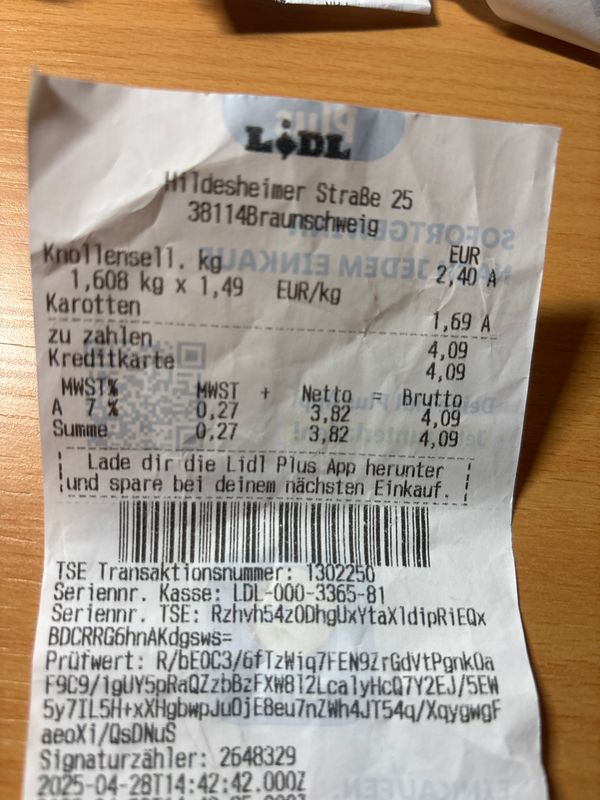 LIDL
Hildesheimer Straße 25
38114Braunschweig
EUR
Knollensell. kg 2,40 A
1,608 kg x 1,49 EUR/kg
Karotten 1,69 A
zu zahlen 4,09
Kreditkarte 4,09
MWST% MWST + Netto = Brutto
A 7 % 0,27 3,82 4,09
Summe 0,27 3,82 4,09
Lade dir die Lidl Plus App herunter
und spare bei deinem nächsten Einkauf.
TSE Transaktionsnummer: 1302250
Seriennr. Kasse: LDL-000-3365-81
Seriennr. TSE: Rzhvh54z0DhgUxYtaXldipRiEQx
BDCRRG6hnAKdgsws=
Prüfwert: R/bEOC3/6fTzWiq7FEN9ZrGdVtPgnkOa
F9C9/1gUY5pRaQZzbBzFXW8l2LcalyHcQ7Y2EJ/5EW
5y7IL5H+xXHgbwpJuOjE8eu7nZWh4JT54q/XqygwgF
aeoXi/QsDNuS
Signaturzähler: 2648329
2025-04-28T14:42:42.000Z